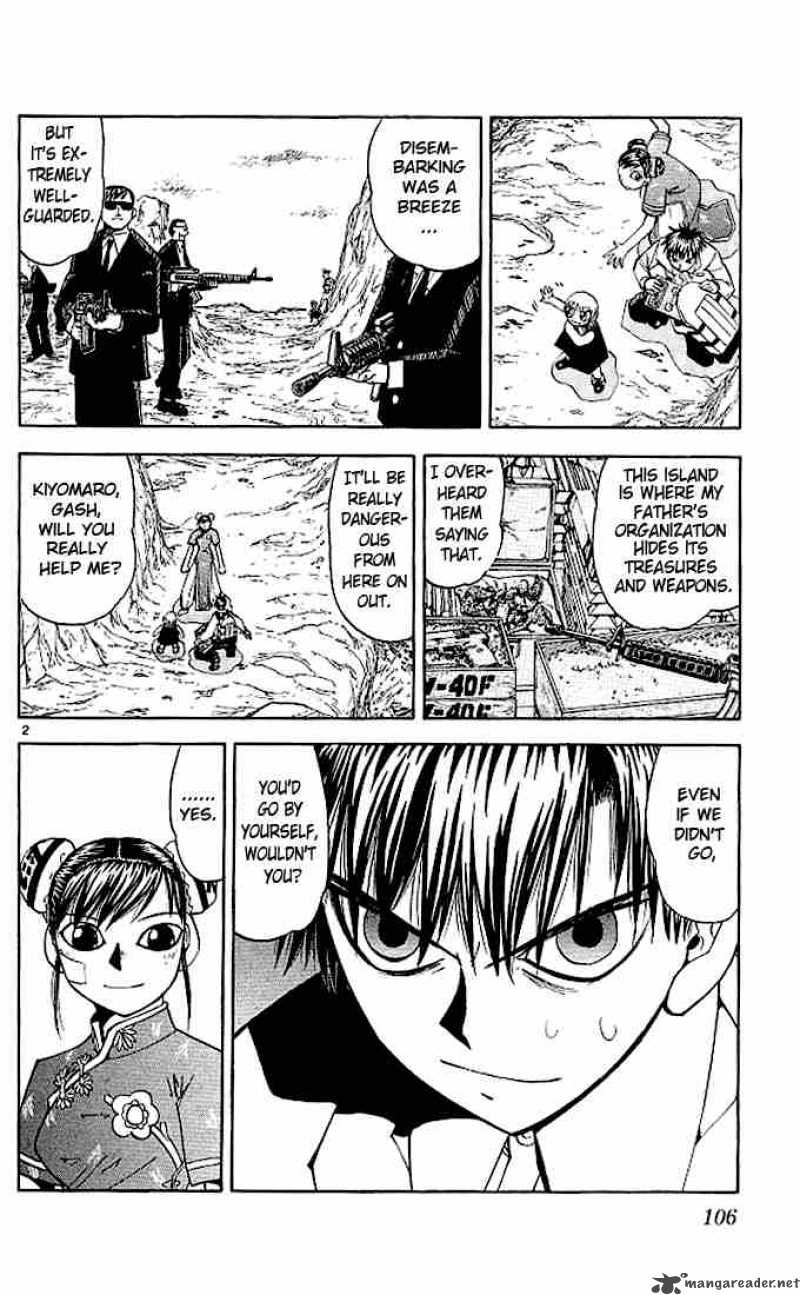 DISEM-
BARKING
WAS A
BREEZE
...
BUT
IT'S EX-
TREMELY
WELL-
GUARDED.
THIS ISLAND
IS WHERE MY
FATHER'S
ORGANIZATION
HIDES ITS
TREASURES
AND WEAPONS.
I OVER-
HEARD
THEM
SAYING
THAT.
-40F
-40F
IT'LL BE
REALLY
DANGER-
OUS
FROM
HERE ON
OUT.
KIYOMARO,
GASH,
WILL YOU
REALLY
HELP ME?
2
EVEN
IF WE
DIDN'T
GO,
YOU'D
GO BY
YOURSELF,
WOULDN'T
YOU?
......
YES.
106
mangareader.net